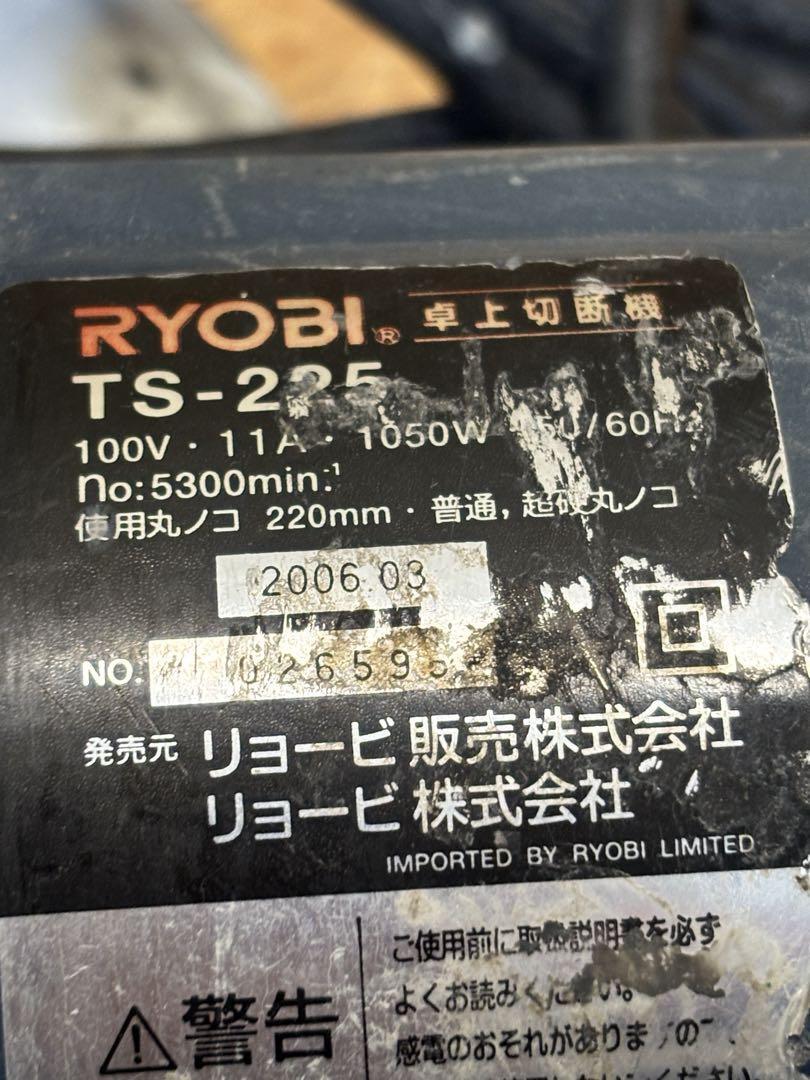 RYOBI® 卓上切断機
TS-225
100V・11A・1050W 50/60Hz
no:5300min.-1
使用丸ノコ 220mm・普通,超硬丸ノコ
2006.03
NO. 026595
発売元 リョービ販売株式会社
リョービ株式会社
IMPORTED BY RYOBI LIMITED
⚠警告
ご使用前に取扱説明書を必ず
よくお読みください。
感電のおそれがありますので